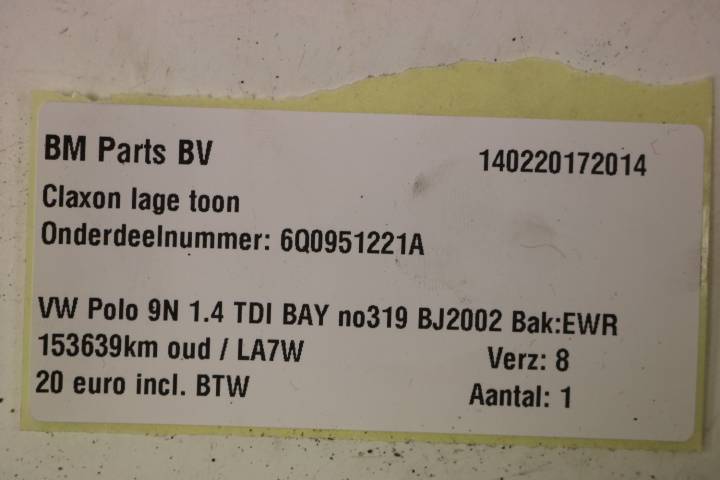 BM Parts BV 140220172014
Claxon lage toon
Onderdeelnummer: 6Q0951221A
VW Polo 9N 1.4 TDI BAY no319 BJ2002 Bak:EWR
153639km oud / LA7W Verz: 8
20 euro incl. BTW Aantal: 1